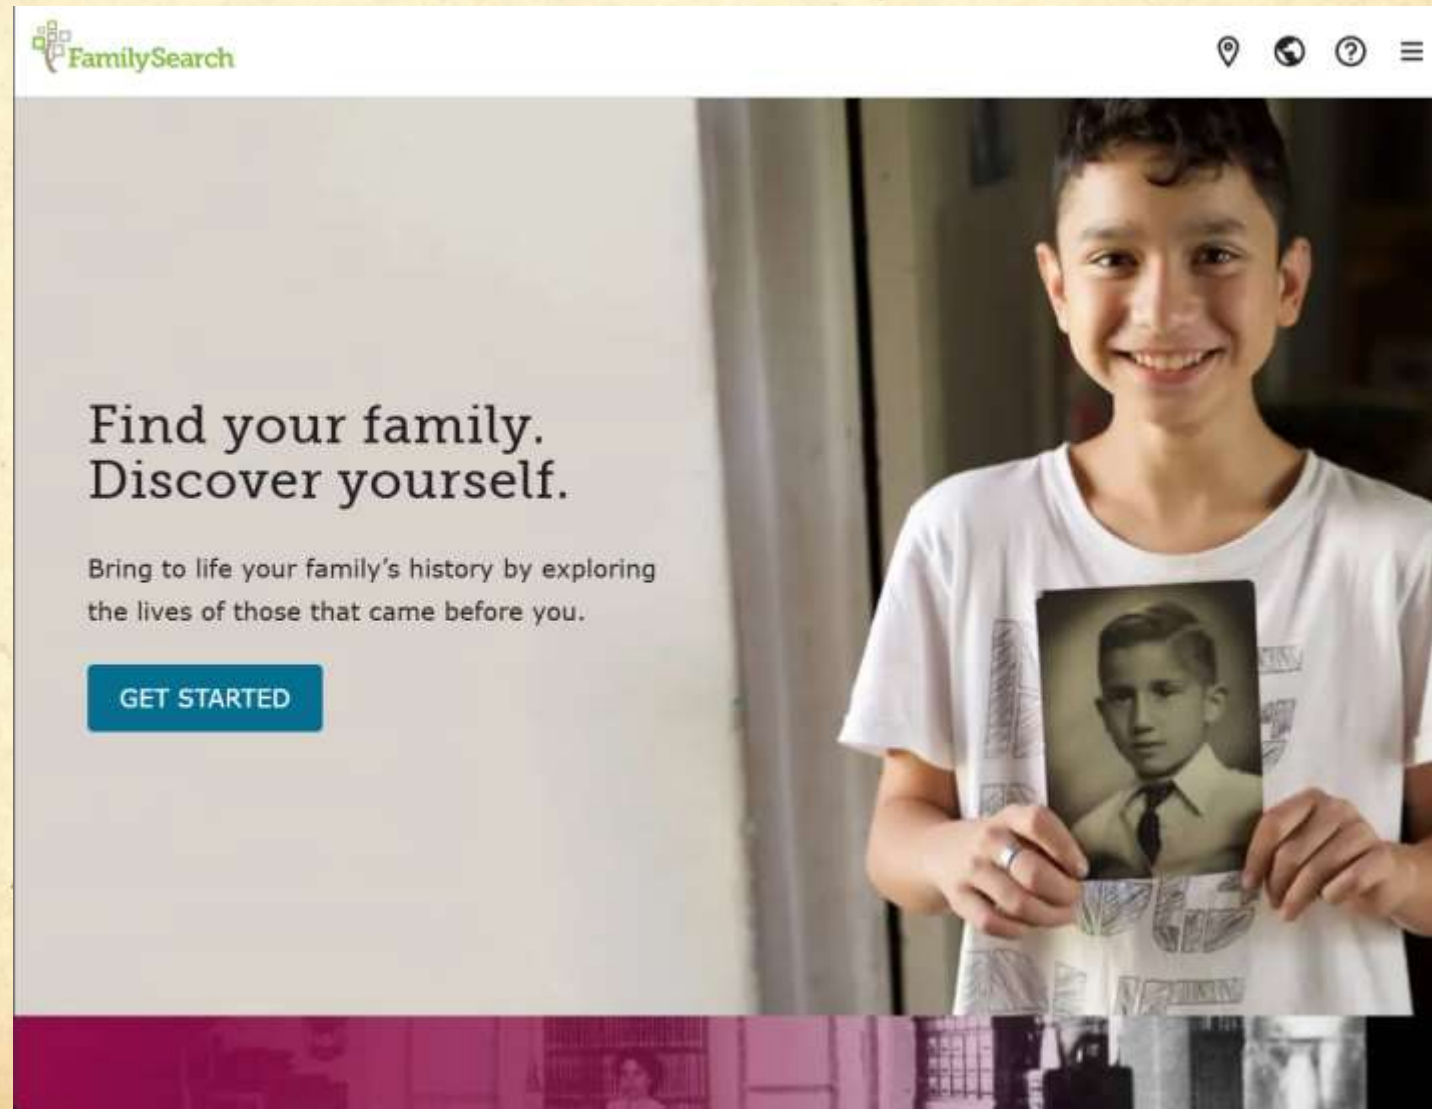 FamilySearch
Find your family.
Discover yourself.
Bring to life your family's history by exploring
the lives of those that came before you.
GET STARTED